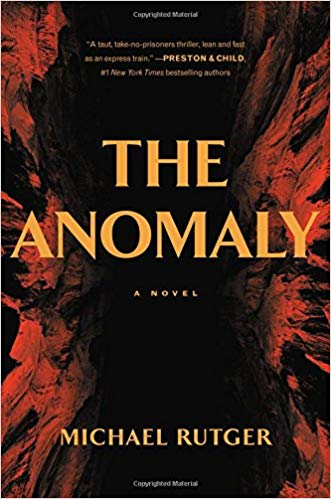 Copyrighted Material
"A taut, take-no-prisoners thriller, lean and fast
as an express train." —PRESTON & CHILD,
#1 New York Times bestselling authors
THE
ANOMALY
A NOVEL
MICHAEL RUTGER
Copyrighted Material